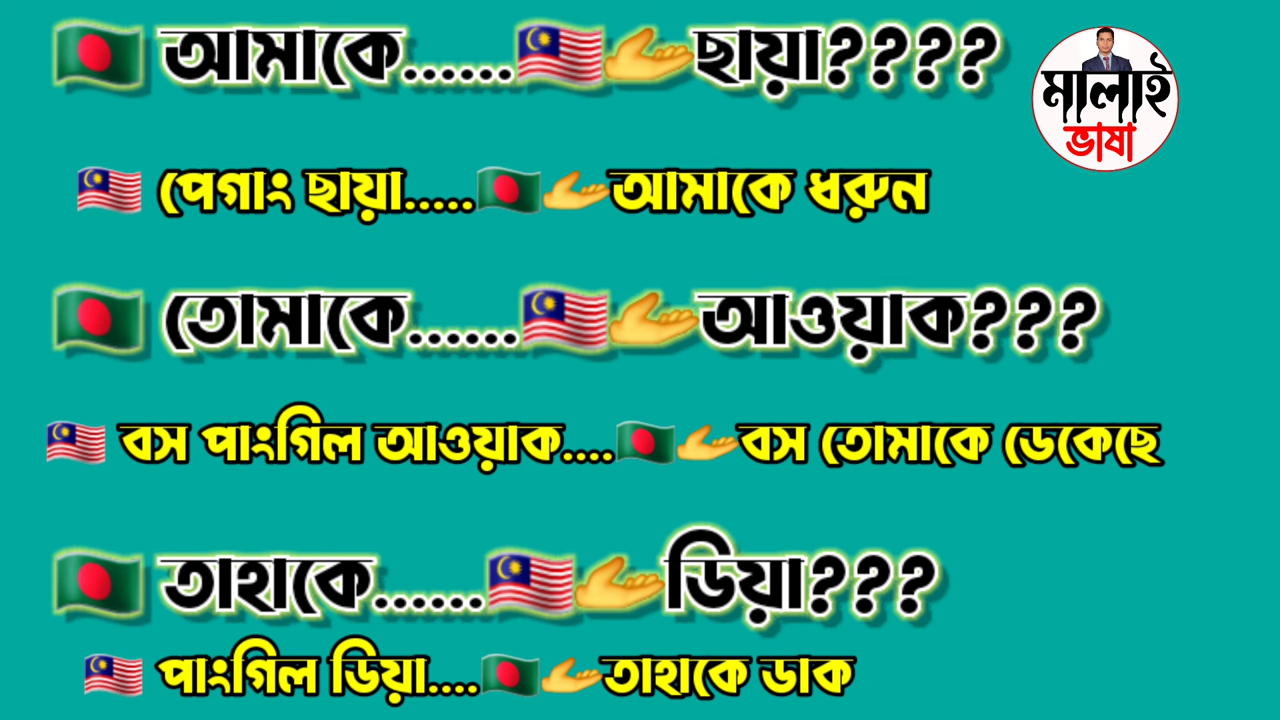 🇧🇩 আমাকে......🇲🇾🫴ছায়া????
মালাই
ভাষা
🇲🇾 পেগাং ছায়া.....🇧🇩🫴আমাকে ধরুন
🇧🇩 তোমাকে......🇲🇾🫴আওয়াক???
🇲🇾 বস পাংগিল আওয়াক....🇧🇩🫴বস তোমাকে ডেকেছে
🇧🇩 তাহাকে......🇲🇾🫴ডিয়া???
🇲🇾 পাংগিল ডিয়া....🇧🇩🫴তাহাকে ডাক